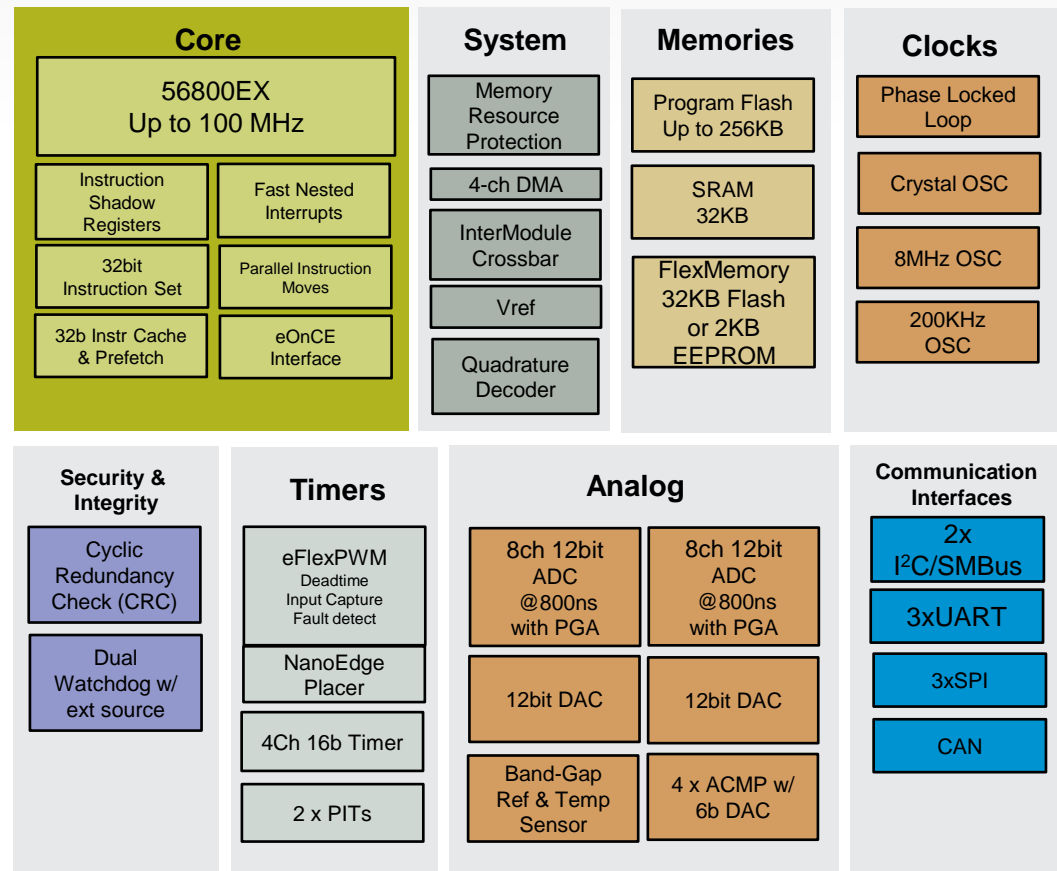 Core
56800EX
Up to 100 MHz
Instruction
Shadow
Registers
Fast Nested
Interrupts
32bit
Instruction Set
Parallel Instruction
Moves
32b Instr Cache
& Prefetch
eOnCE
Interface
System
Memory
Resource
Protection
4-ch DMA
InterModule
Crossbar
Vref
Quadrature
Decoder
Memories
Program Flash
Up to 256KB
SRAM
32KB
FlexMemory
32KB Flash
or 2KB
EEPROM
Clocks
Phase Locked
Loop
Crystal OSC
8MHz OSC
200KHz
OSC
Security &
Integrity
Cyclic
Redundancy
Check (CRC)
Dual
Watchdog w/
ext source
Timers
eFlexPWM
Deadtime
Input Capture
Fault detect
NanoEdge
Placer
4Ch 16b Timer
2 x PITs
Analog
8ch 12bit
ADC
@800ns
with PGA
8ch 12bit
ADC
@800ns
with PGA
12bit DAC
12bit DAC
Band-Gap
Ref & Temp
Sensor
4 x ACMP w/
6b DAC
Communication
Interfaces
2x
I²C/SMBus
3xUART
3xSPI
CAN